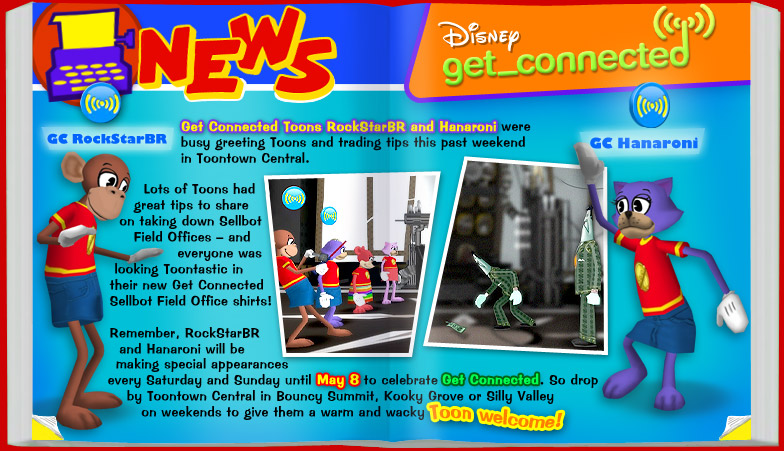 NEWS
Disney
get_connected
GC RockStarBR
GC Hanaroni
Get Connected Toons RockStarBR and Hanaroni were
busy greeting Toons and trading tips this past weekend
in Toontown Central.
Lots of Toons had
great tips to share
on taking down Sellbot
Field Offices – and
everyone was
looking Toontastic in
their new Get Connected
Sellbot Field Office shirts!
Remember, RockStarBR
and Hanaroni will be
making special appearances
every Saturday and Sunday until May 8 to celebrate Get Connected. So drop
by Toontown Central in Bouncy Summit, Kooky Grove or Silly Valley
on weekends to give them a warm and wacky Toon welcome!